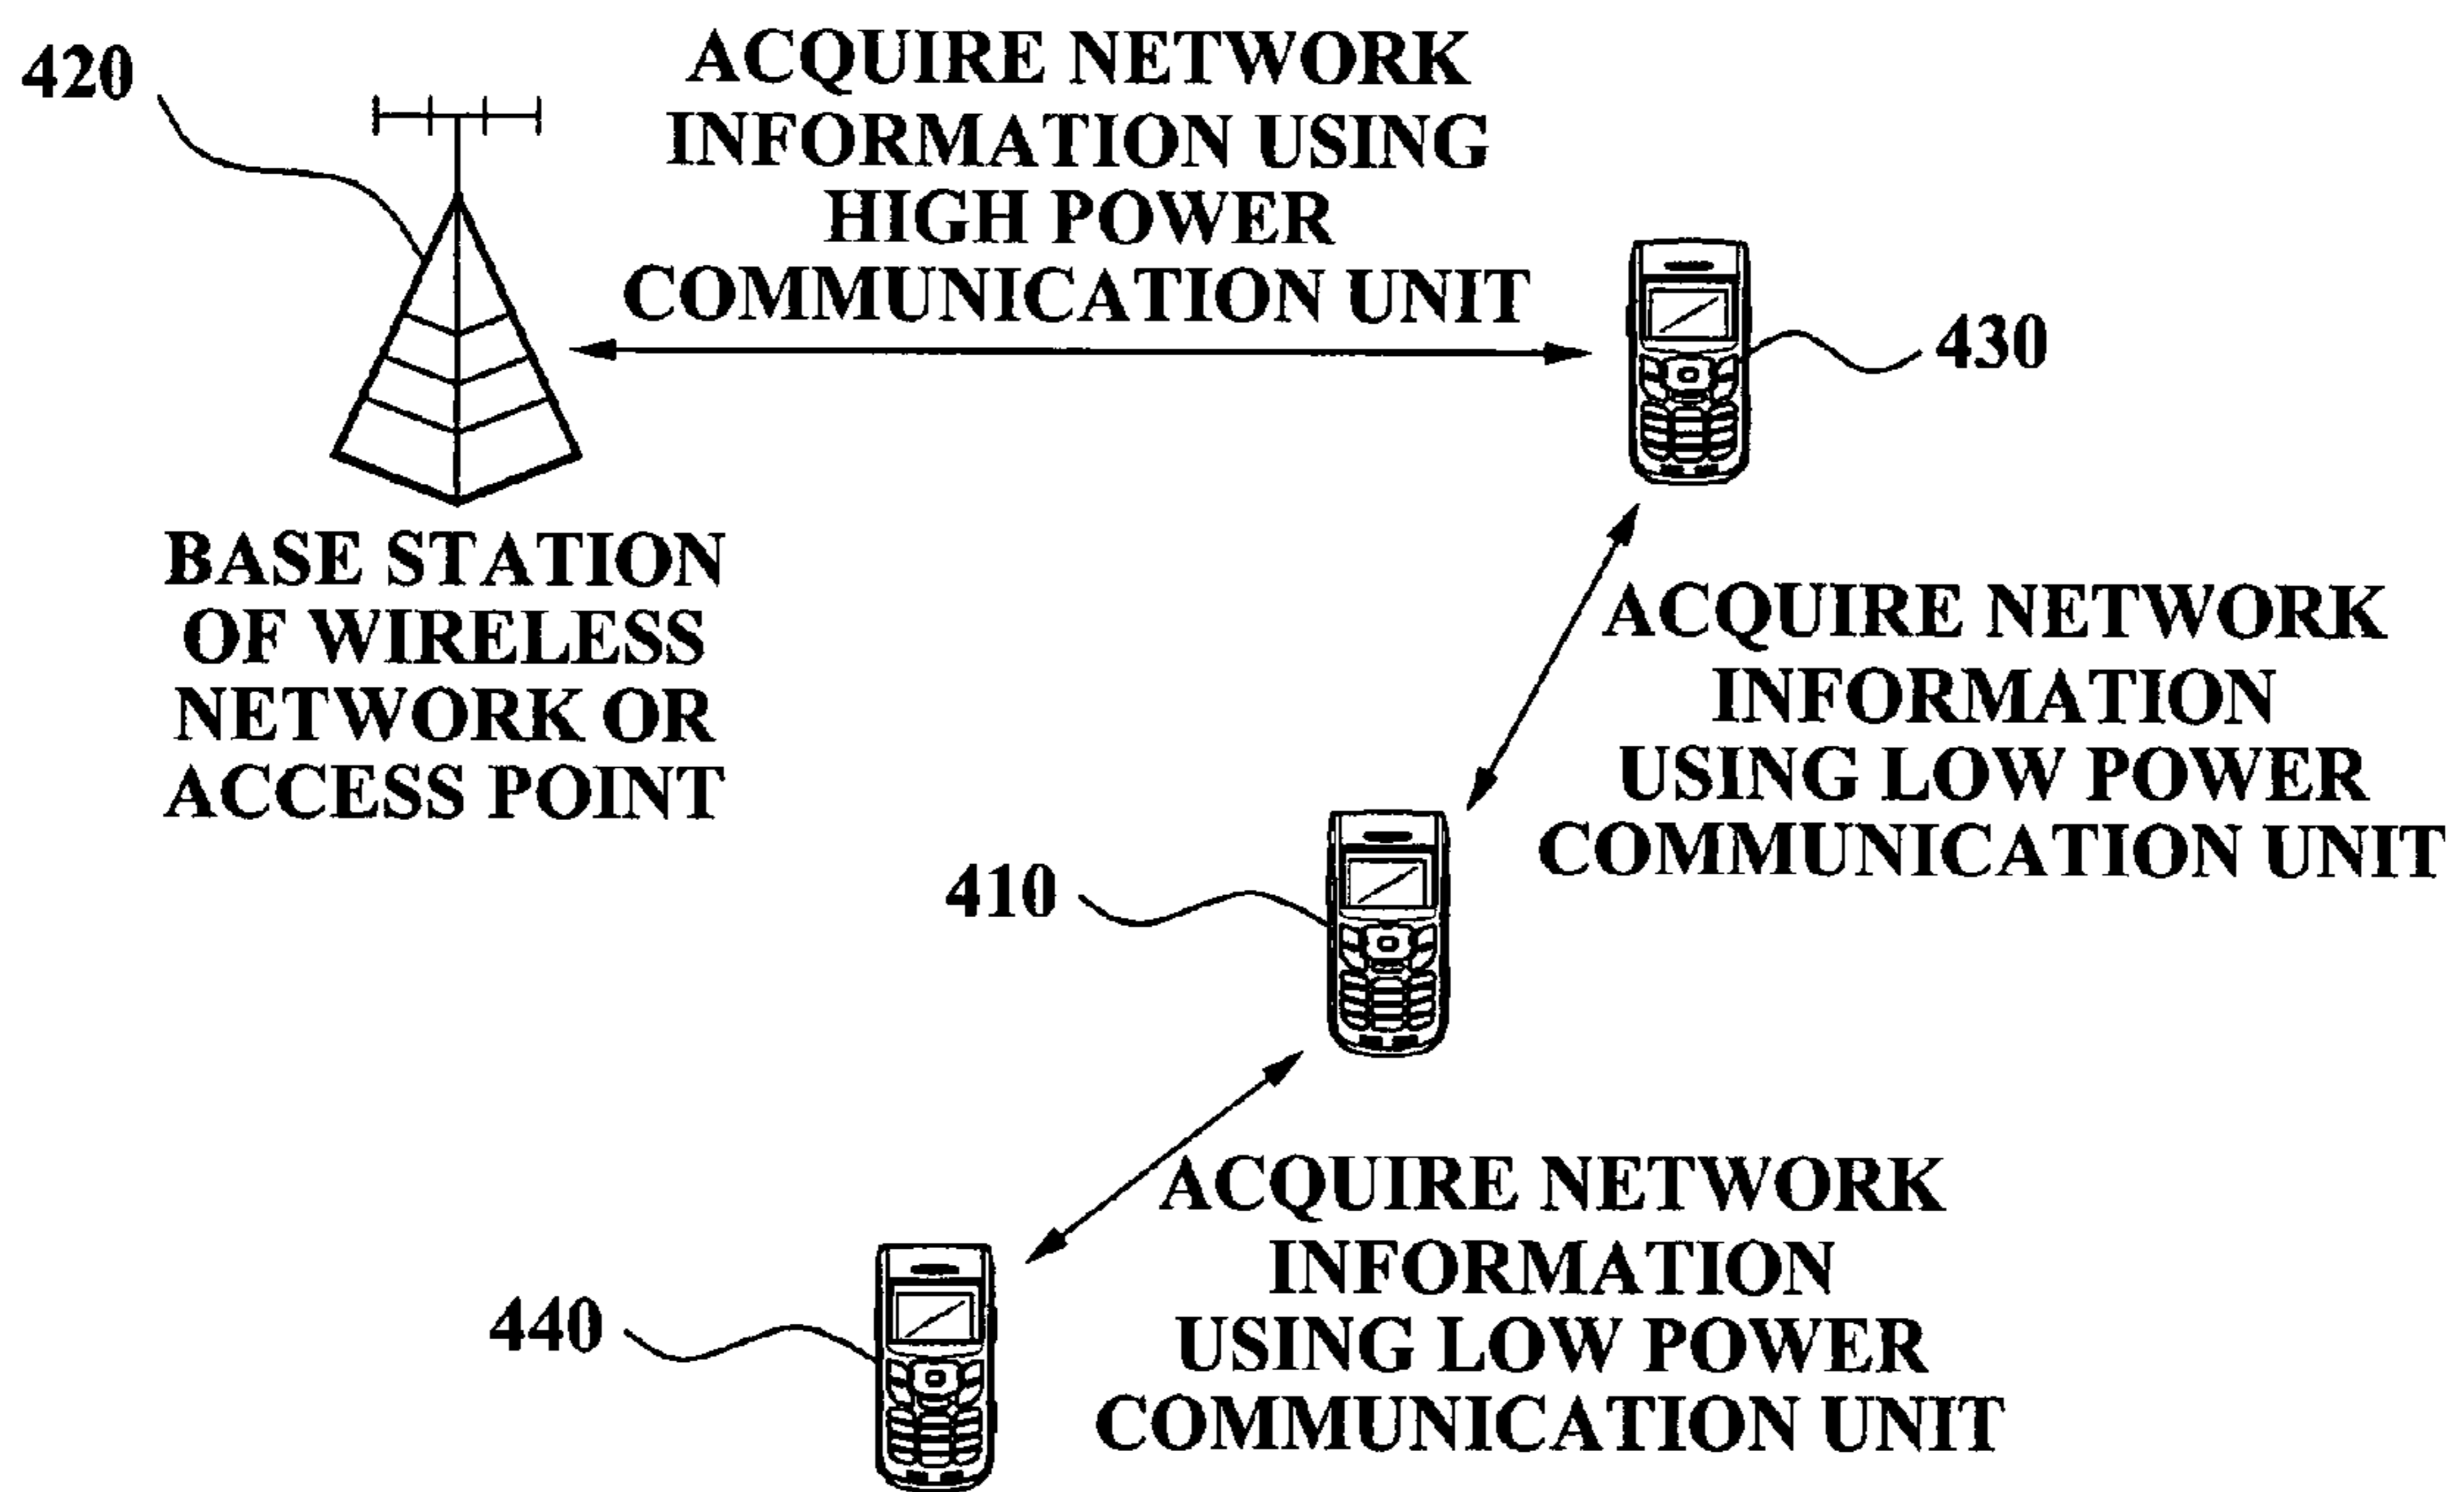 420
ACQUIRE NETWORK
INFORMATION USING
HIGH POWER
COMMUNICATION UNIT
430
BASE STATION
OF WIRELESS
NETWORK OR
ACCESS POINT
ACQUIRE NETWORK
INFORMATION
USING LOW POWER
COMMUNICATION UNIT
410
ACQUIRE NETWORK
INFORMATION
USING LOW POWER
COMMUNICATION UNIT
440